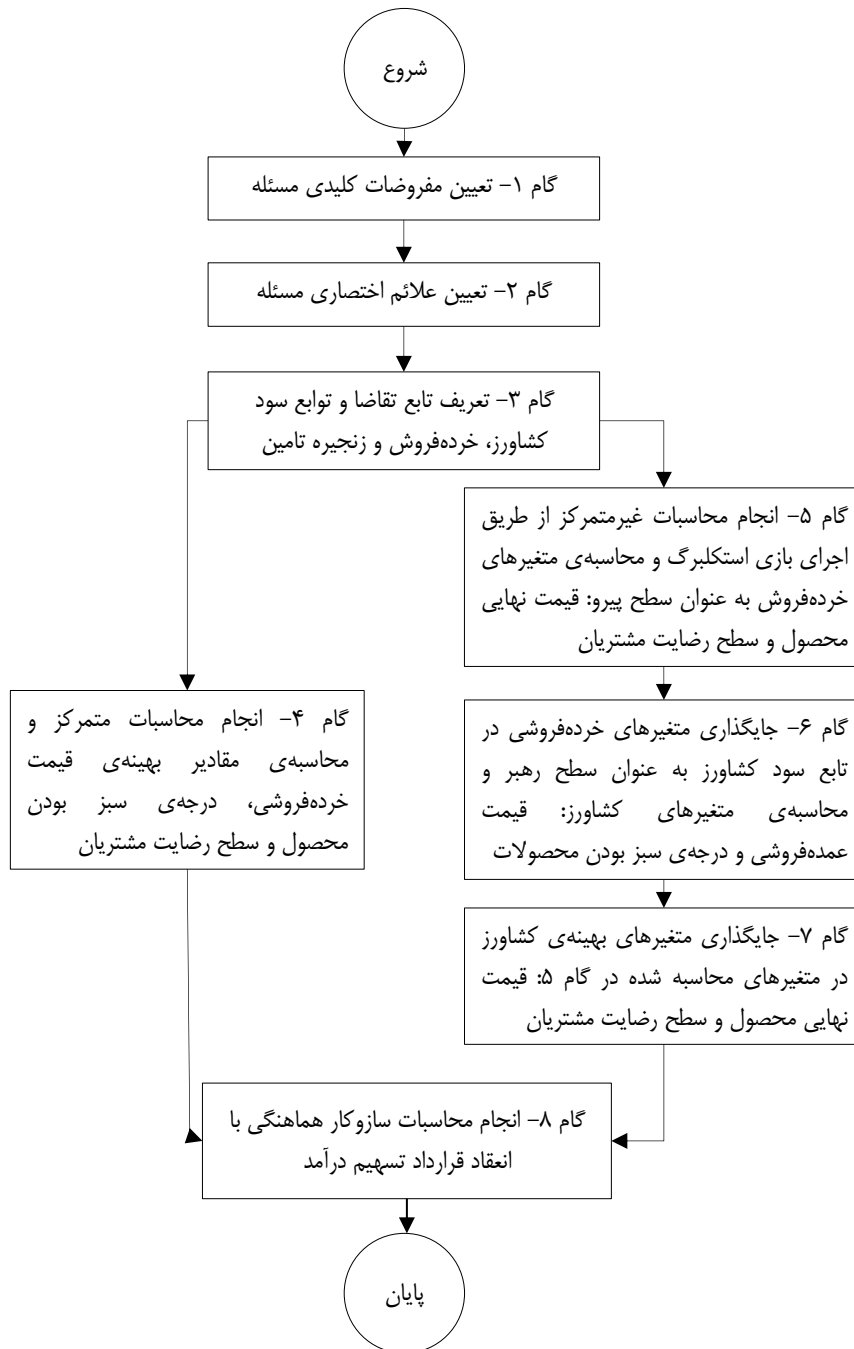 شروع
گام ۱- تعیین مفروضات کلیدی مسئله
گام ۲- تعیین علائم اختصاری مسئله
گام ۳- تعریف تابع تقاضا و توابع سود
کشاورز، خرده‌فروش و زنجیره تامین
گام ۴- انجام محاسبات متمرکز و
محاسبه‌ی مقادیر بهینه‌ی قیمت
خرده‌فروشی، درجه‌ی سبز بودن
محصول و سطح رضایت مشتریان
گام ۵- انجام محاسبات غیرمتمرکز از طریق
اجرای بازی استکلبرگ و محاسبه‌ی متغیرهای
خرده‌فروش به عنوان سطح پیرو: قیمت نهایی
محصول و سطح رضایت مشتریان
گام ۶- جایگذاری متغیرهای خرده‌فروشی در
تابع سود کشاورز به عنوان سطح رهبر و
محاسبه‌ی متغیرهای کشاورز: قیمت
عمده‌فروشی و درجه‌ی سبز بودن محصولات
گام ۷- جایگذاری متغیرهای بهینه‌ی کشاورز
در متغیرهای محاسبه شده در گام ۵: قیمت
نهایی محصول و سطح رضایت مشتریان
گام ۸- انجام محاسبات سازوکار هماهنگی با
انعقاد قرارداد تسهیم درآمد
پایان